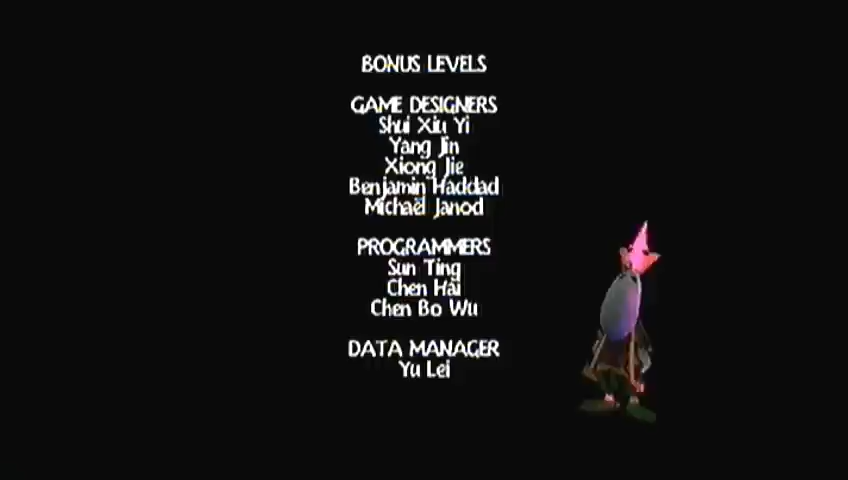 BONUS LEVELS
GAME DESIGNERS
Shui Xiu Yi
Yang Jin
Xiong Jie
Benjamin Haddad
Michaël Janod
PROGRAMMERS
Sun Ting
Chen Hai
Chen Bo Wu
DATA MANAGER
Yu Lei